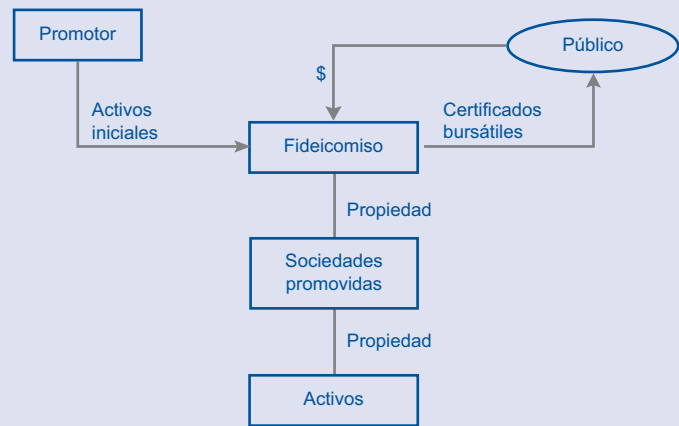 Promotor
Público
$
Activos
iniciales
Certificados
bursátiles
Fideicomiso
Propiedad
Sociedades
promovidas
Propiedad
Activos